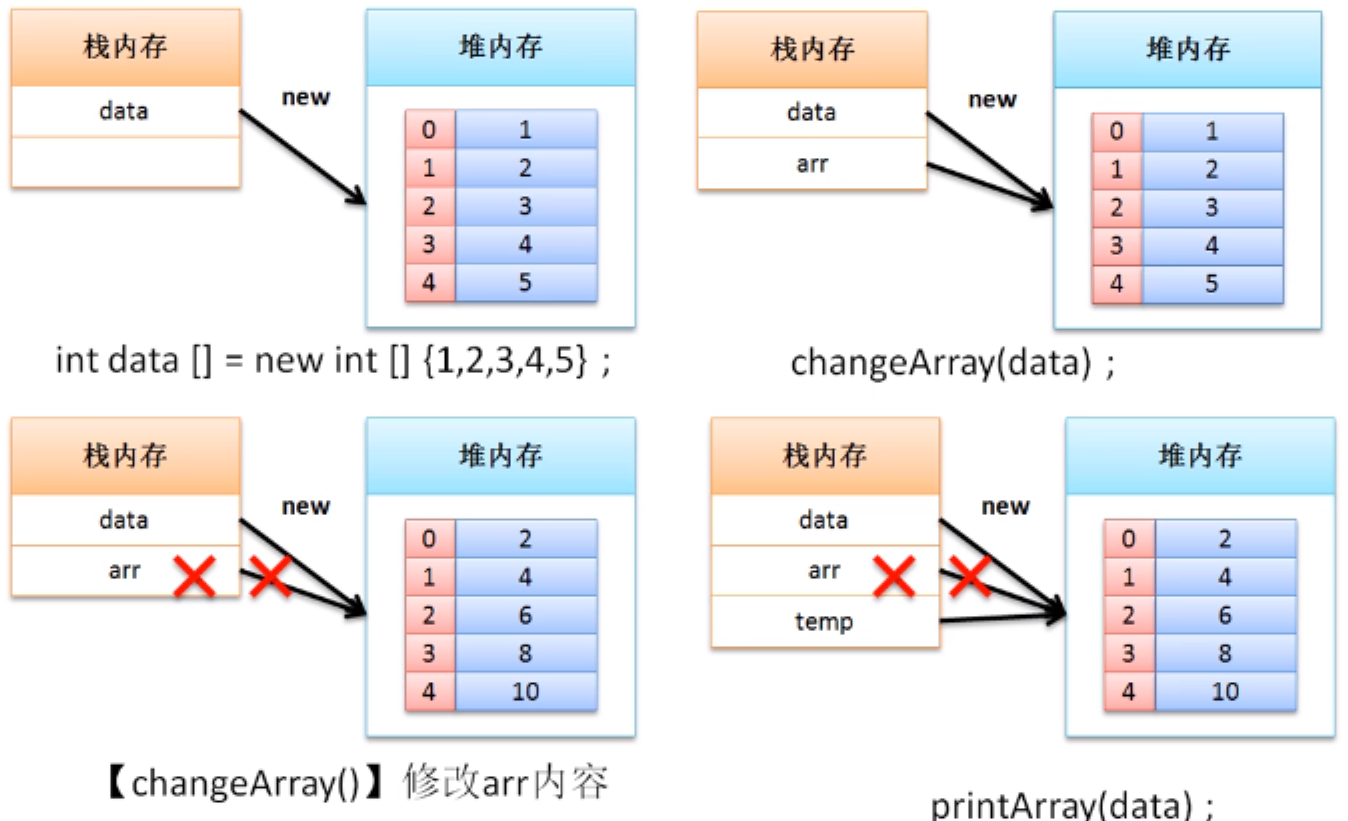 栈内存
堆内存
data
new
0 1
1 2
2 3
3 4
4 5
int data [] = new int [] {1,2,3,4,5} ;
栈内存
堆内存
data
new
arr
0 1
1 2
2 3
3 4
4 5
changeArray(data) ;
栈内存
堆内存
data
new
arr
0 2
1 4
2 6
3 8
4 10
【changeArray()】修改arr内容
栈内存
堆内存
data
new
arr
temp
0 2
1 4
2 6
3 8
4 10
printArray(data) ;